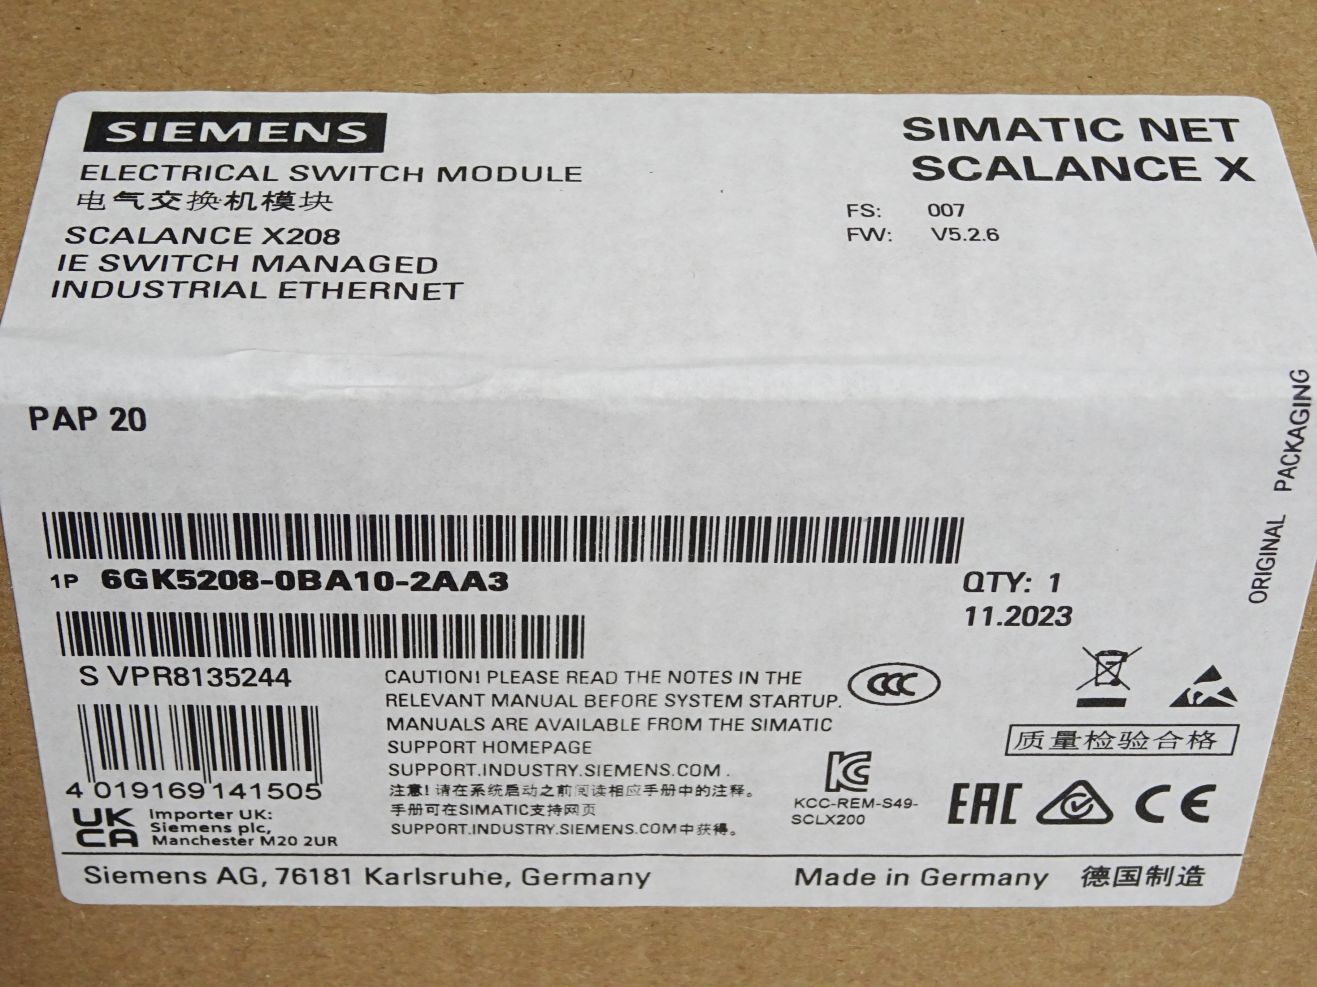 SIEMENS
ELECTRICAL SWITCH MODULE
电气交换机模块
SCALANCE X208
IE SWITCH MANAGED
INDUSTRIAL ETHERNET
SIMATIC NET
SCALANCE X
FS: 007
FW: V5.2.6
PAP 20
ORIGINAL PACKAGING
1P 6GK5208-0BA10-2AA3
QTY: 1
11.2023
S VPR8135244
4 019169 141505
UK
CA
Importer UK:
Siemens plc,
Manchester M20 2UR
CAUTION! PLEASE READ THE NOTES IN THE
RELEVANT MANUAL BEFORE SYSTEM STARTUP.
MANUALS ARE AVAILABLE FROM THE SIMATIC
SUPPORT HOMEPAGE
SUPPORT.INDUSTRY.SIEMENS.COM .
注意! 请在系统启动之前阅读相应手册中的注释。
手册可在SIMATIC支持网页
SUPPORT.INDUSTRY.SIEMENS.COM中获得。
CCC
质量检验合格
KC
KCC-REM-S49-
SCLX200
EAC
CE
Siemens AG, 76181 Karlsruhe, Germany
Made in Germany 德国制造